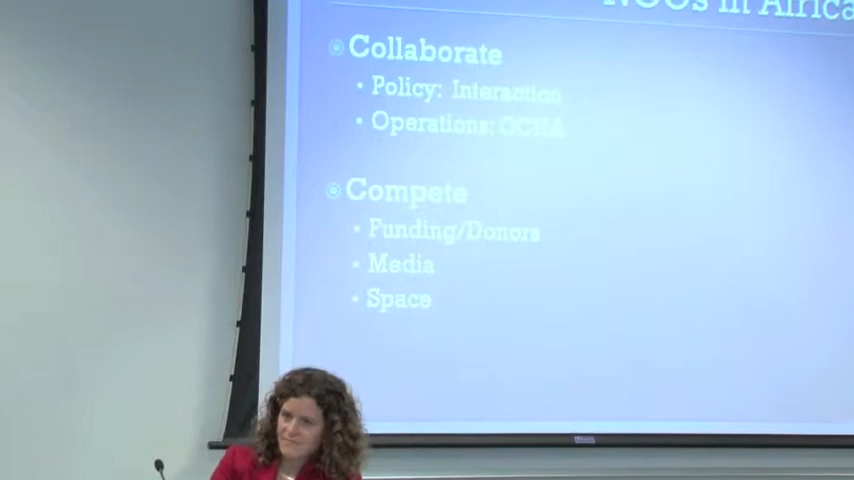 NGOs in Africa
Collaborate
Policy: Interaction
Operations: OCHA
Compete
Funding/Donors
Media
Space